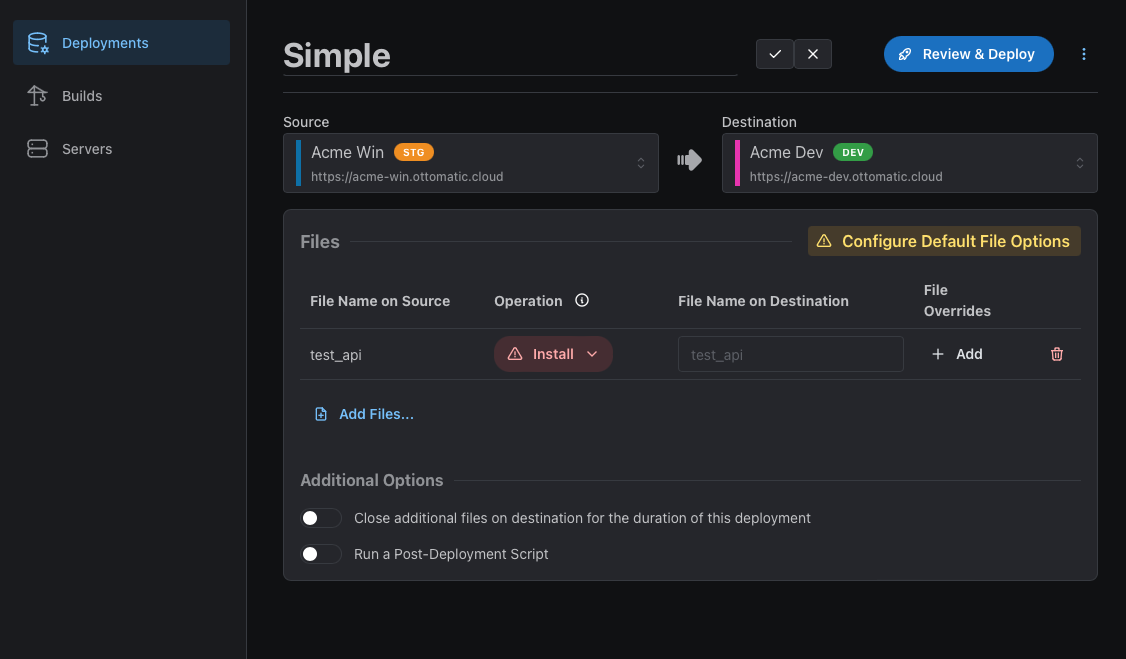 Deployments
Builds
Servers
Simple
Review & Deploy
Source
Acme Win STG
https://acme-win.ottomatic.cloud
Destination
Acme Dev DEV
https://acme-dev.ottomatic.cloud
Files
Configure Default File Options
File Name on Source
Operation
File Name on Destination
File
Overrides
test_api
Install
test_api
Add
Add Files...
Additional Options
Close additional files on destination for the duration of this deployment
Run a Post-Deployment Script